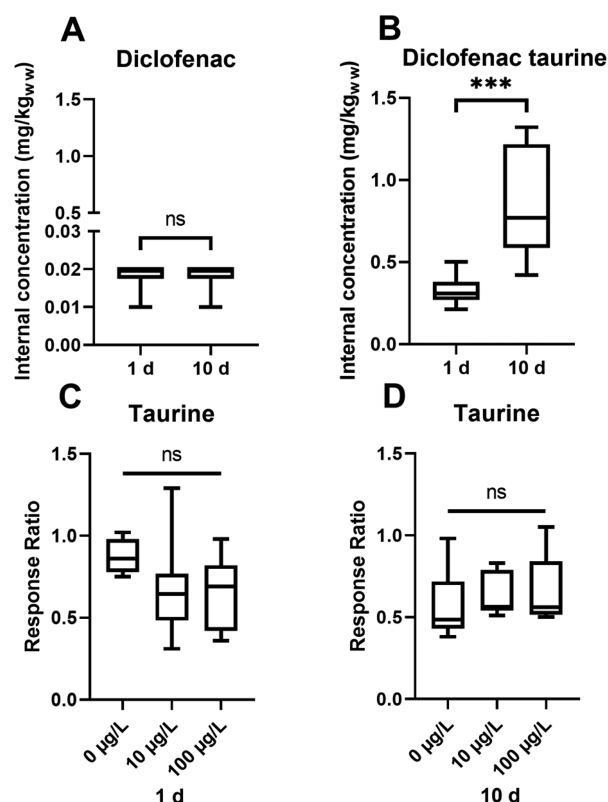 A
Diclofenac
Internal concentration (mg/kgww)
1.5
1.0
0.5
0.03
0.02
0.01
0.00
ns
1 d
10 d
B
Diclofenac taurine
Internal concentration (mg/kgww)
1.5
1.0
0.5
0.0
***
1 d
10 d
C
Taurine
Response Ratio
1.5
1.0
0.5
0.0
ns
0 µg/L
10 µg/L
100 µg/L
1 d
D
Taurine
Response Ratio
1.5
1.0
0.5
0.0
ns
0 µg/L
10 µg/L
100 µg/L
10 d